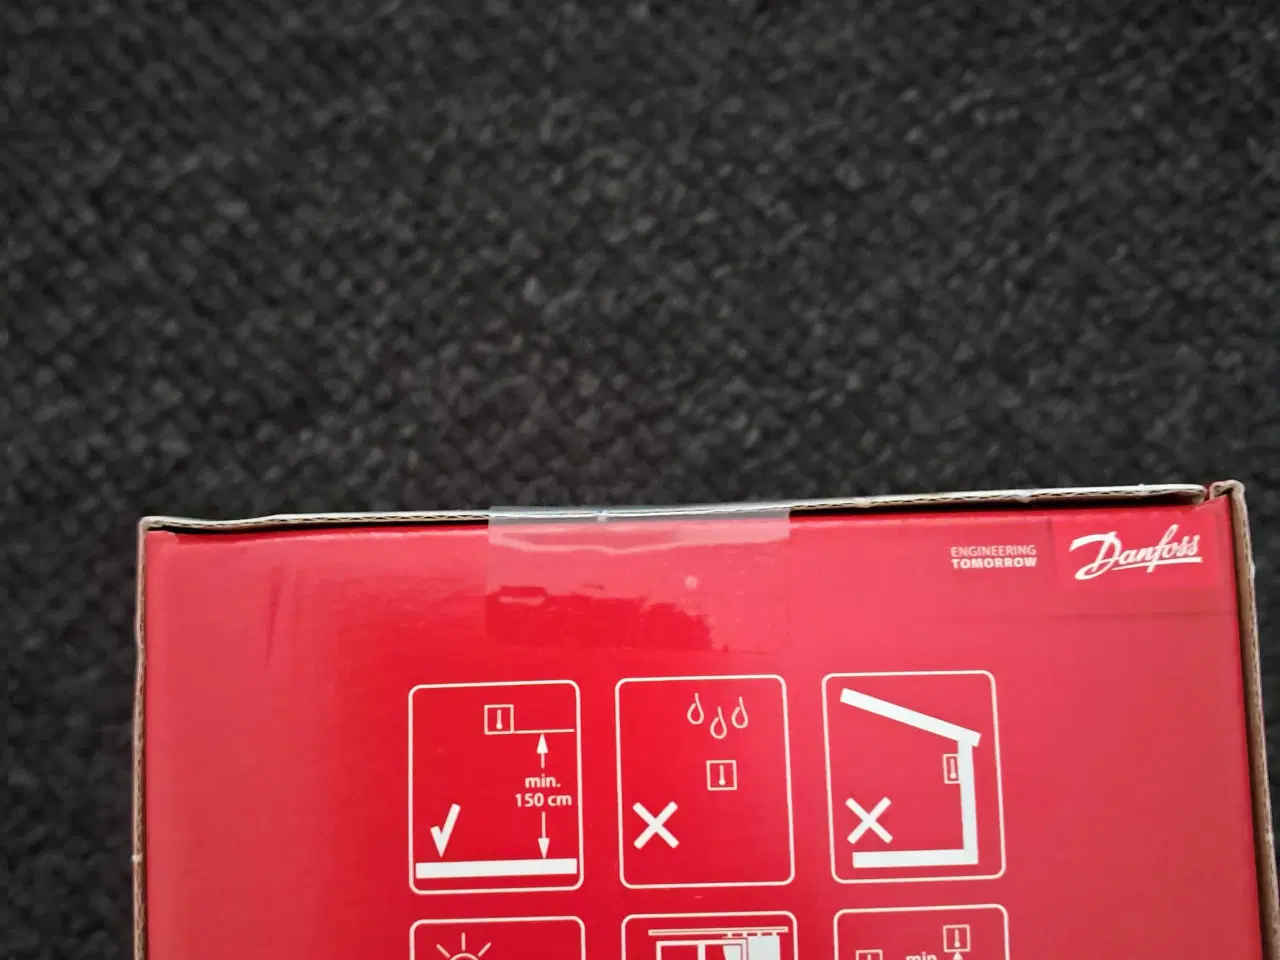 ENGINEERING
TOMORROW
Danfoss
min.
150 cm
min